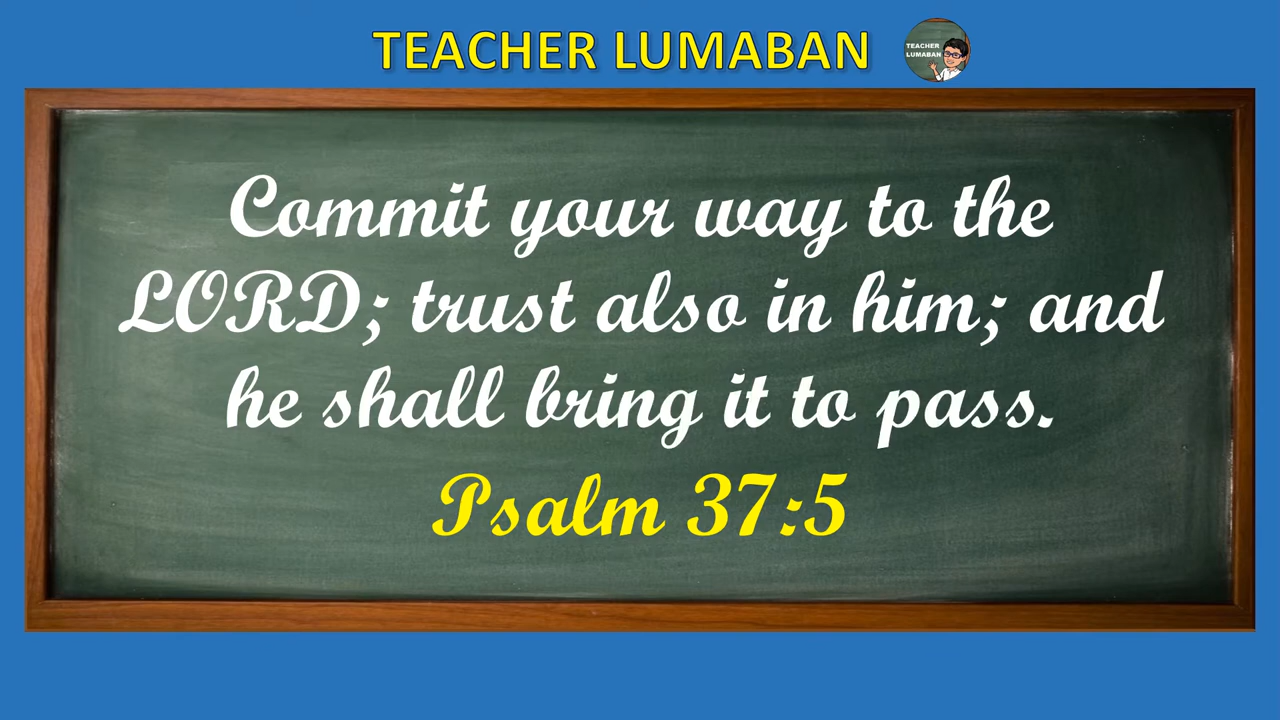 TEACHER LUMABAN
TEACHER
LUMABAN
Commit your way to the
LORD; trust also in him; and
he shall bring it to pass.
Psalm 37:5